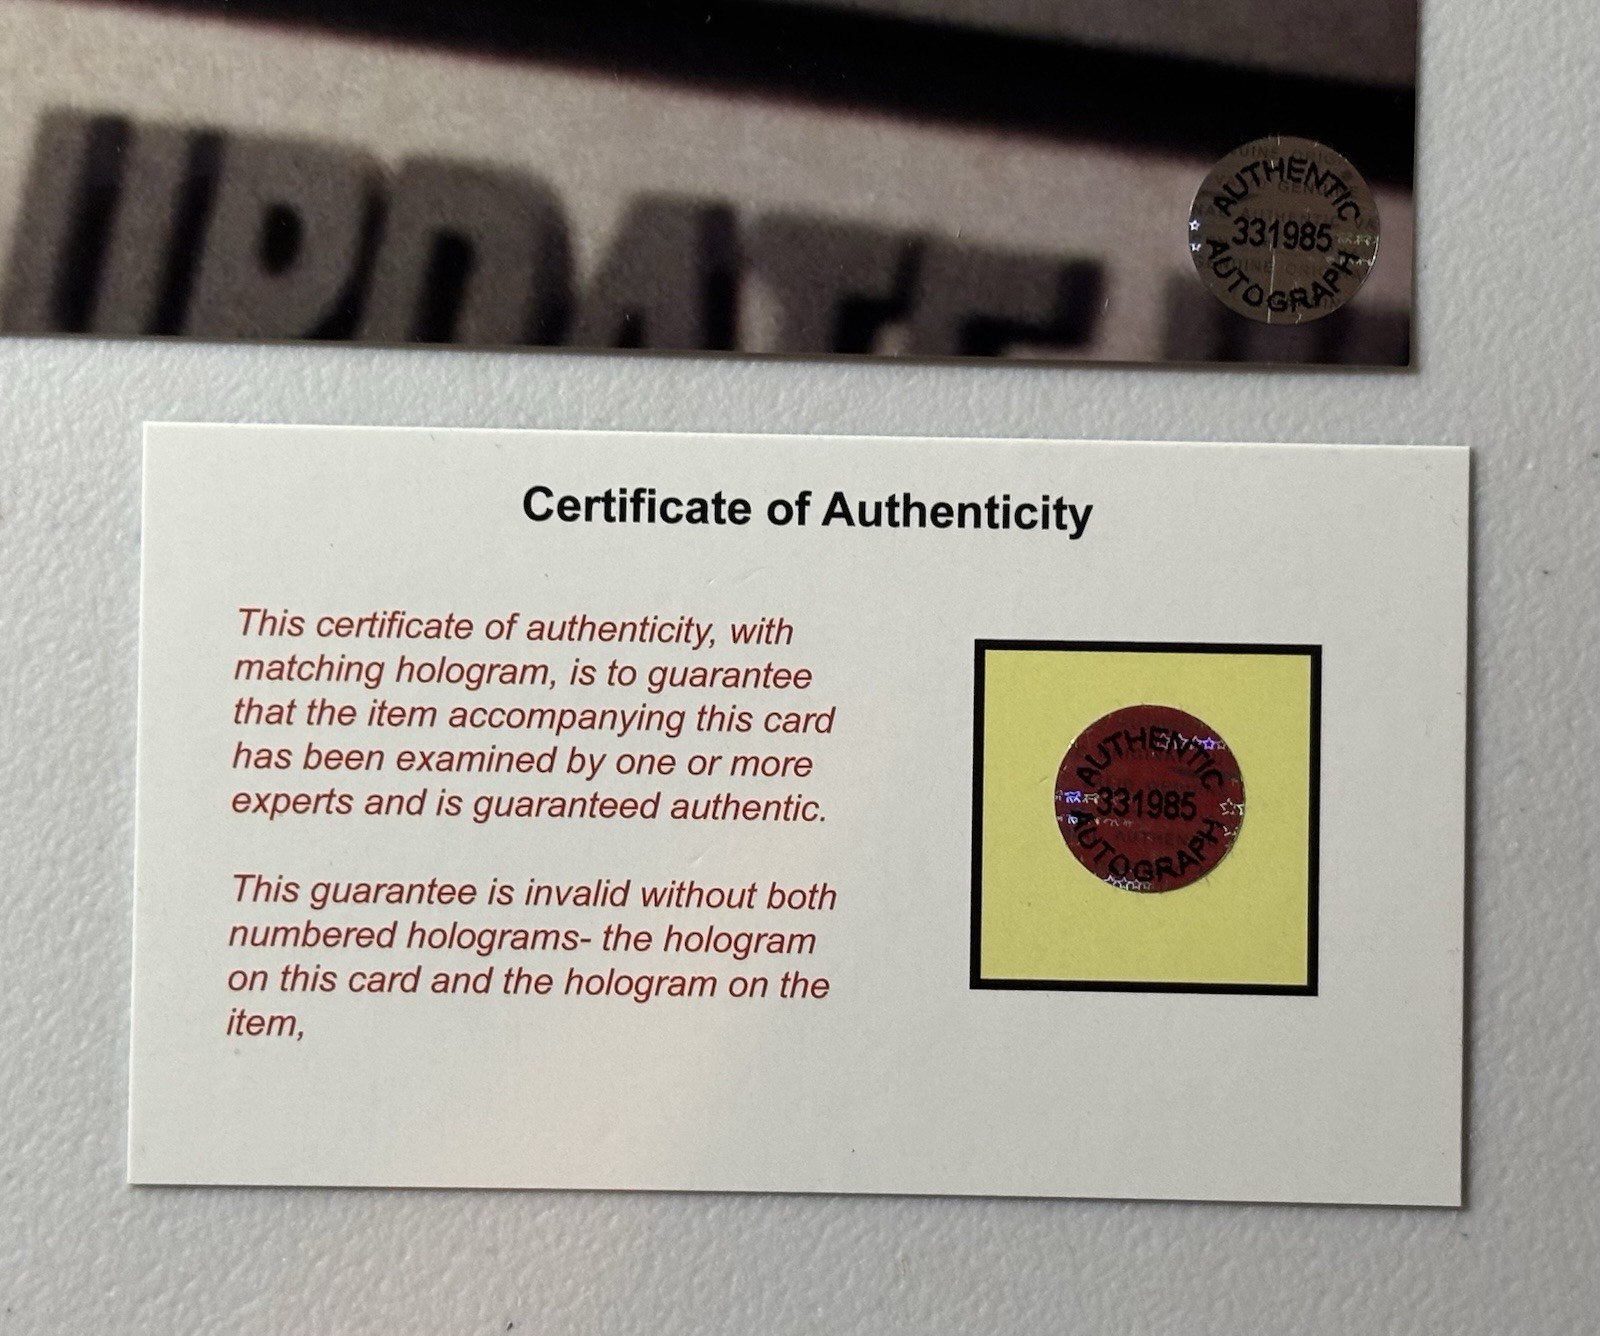 UPDATE
AUTHENTIC
331985
AUTOGRAPH
Certificate of Authenticity
This certificate of authenticity, with
matching hologram, is to guarantee
that the item accompanying this card
has been examined by one or more
experts and is guaranteed authentic.
This guarantee is invalid without both
numbered holograms- the hologram
on this card and the hologram on the
item,
AUTHENTIC
331985
AUTOGRAPH